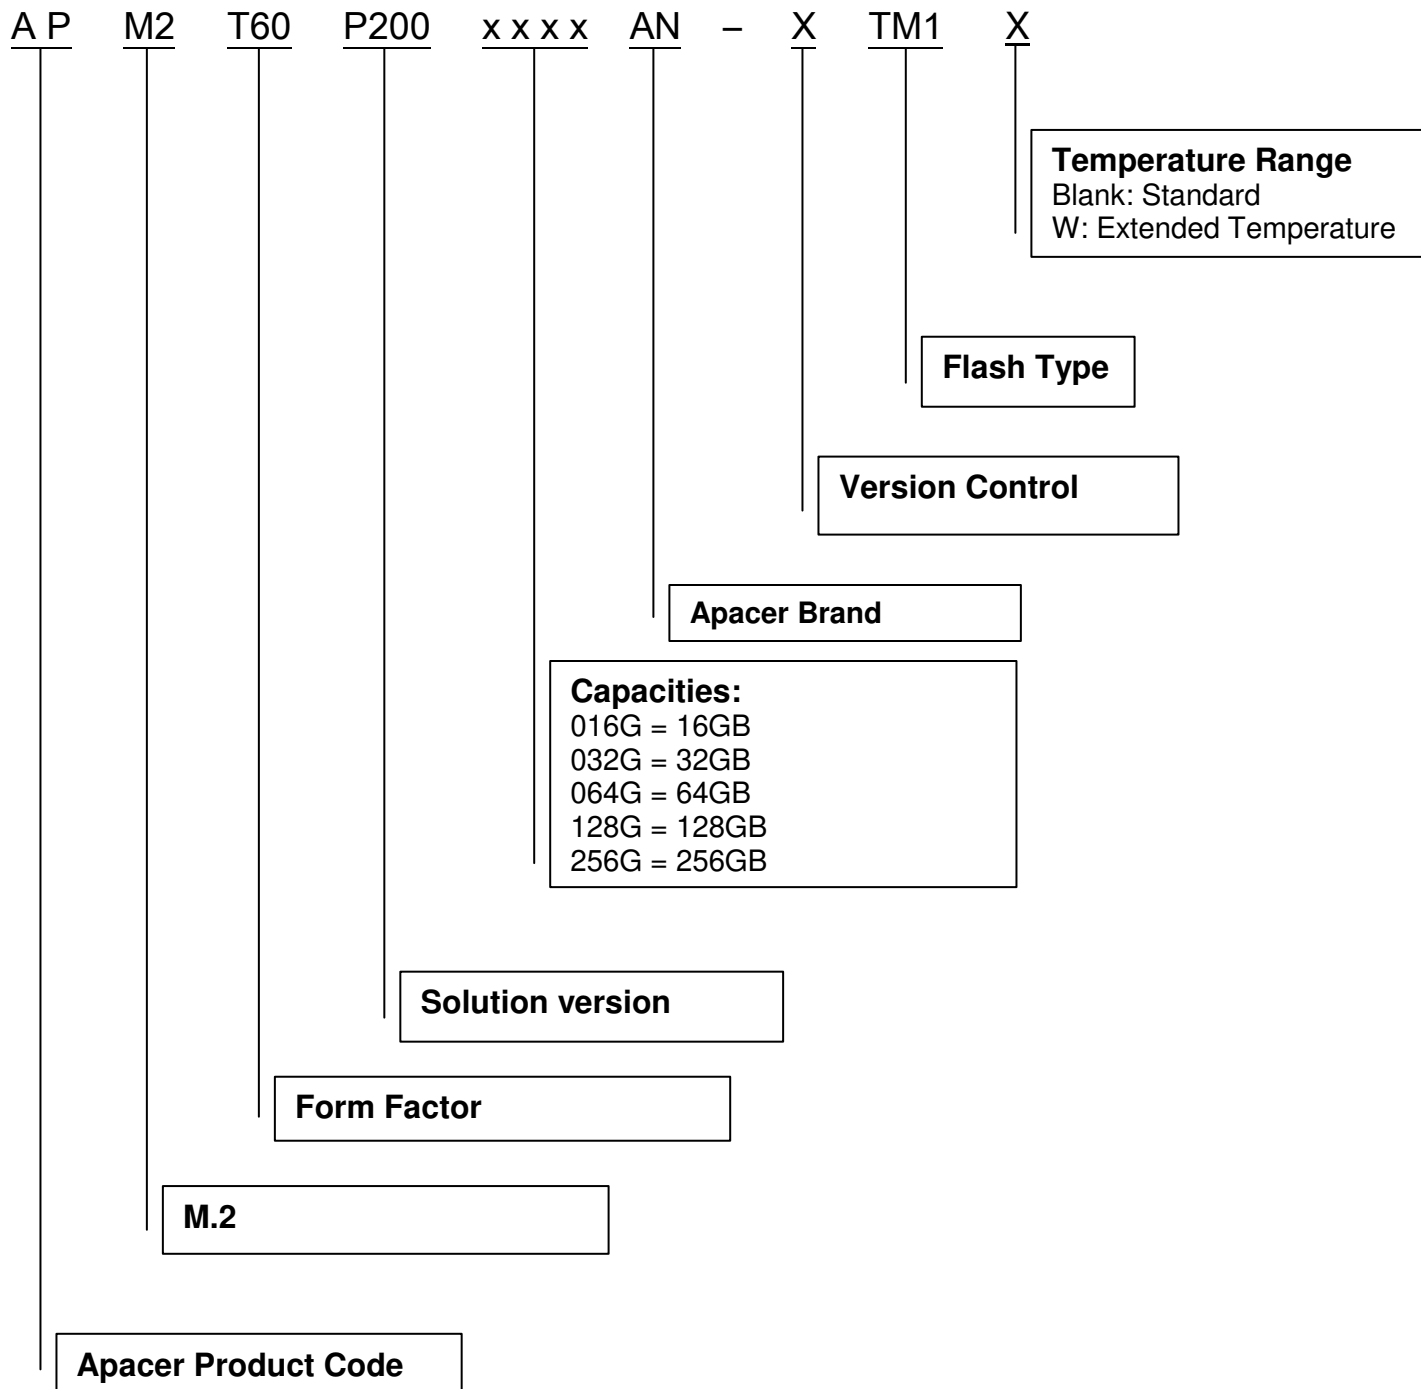 A P M2 T60 P200 x x x x AN – X TM1 X
Temperature Range
Blank: Standard
W: Extended Temperature
Flash Type
Version Control
Apacer Brand
Capacities:
016G = 16GB
032G = 32GB
064G = 64GB
128G = 128GB
256G = 256GB
Solution version
Form Factor
M.2
Apacer Product Code